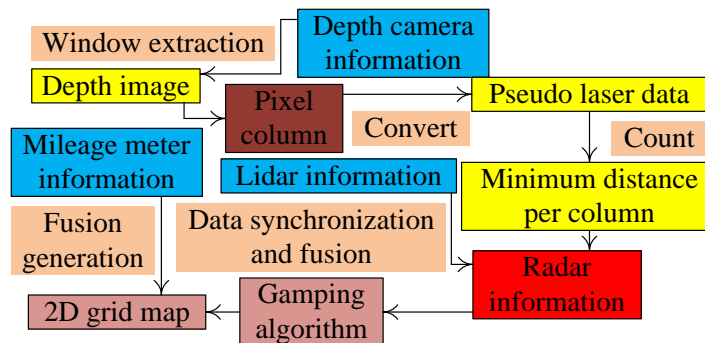 Window extraction
Depth camera
information
Depth image
Pixel
column
Convert
Pseudo laser data
Count
Mileage meter
information
Lidar information
Minimum distance
per column
Fusion
generation
Data synchronization
and fusion
Radar
information
2D grid map
Gamping
algorithm